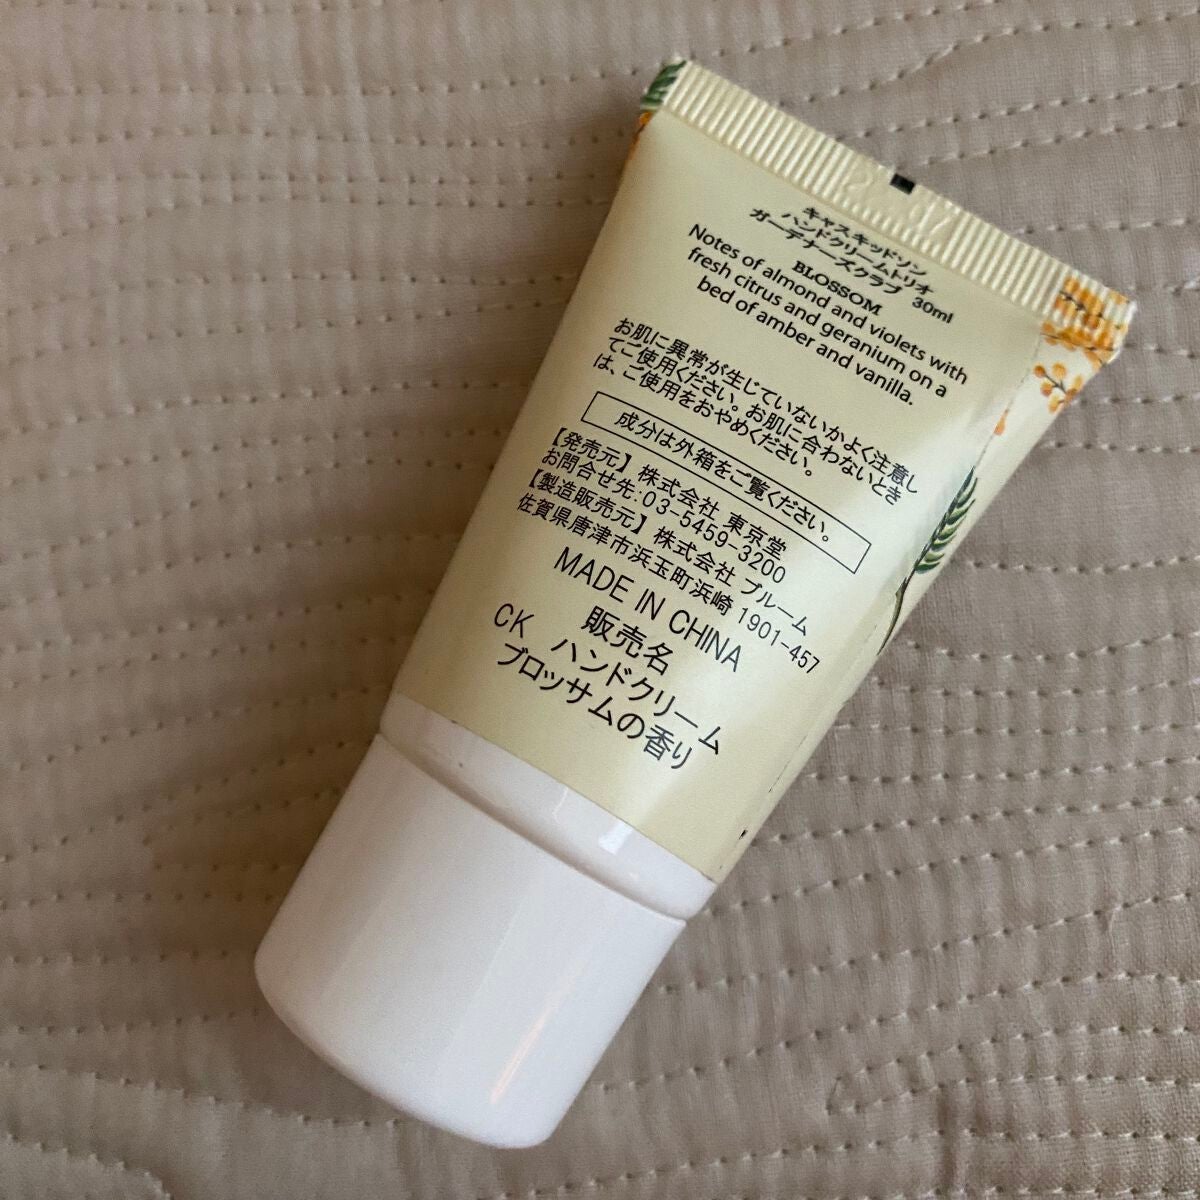 キャスキッドソン
ハンドクリームトリオ
ガーデナーズクラブ 30ml
BLOSSOM
Notes of almond and violets with
fresh citrus and geranium on a
bed of amber and vanilla.
お肌に異常が生じていないかよく注意し
てご使用ください。お肌に合わないとき
は、ご使用をおやめください。
成分は外箱をご覧ください。
【発売元】株式会社 東京堂
お問合せ先:03-5459-3200
【製造販売元】株式会社 ブルーム
佐賀県唐津市浜玉町浜崎 1901-457
MADE IN CHINA
販売名
CK ハンドクリーム
ブロッサムの香り